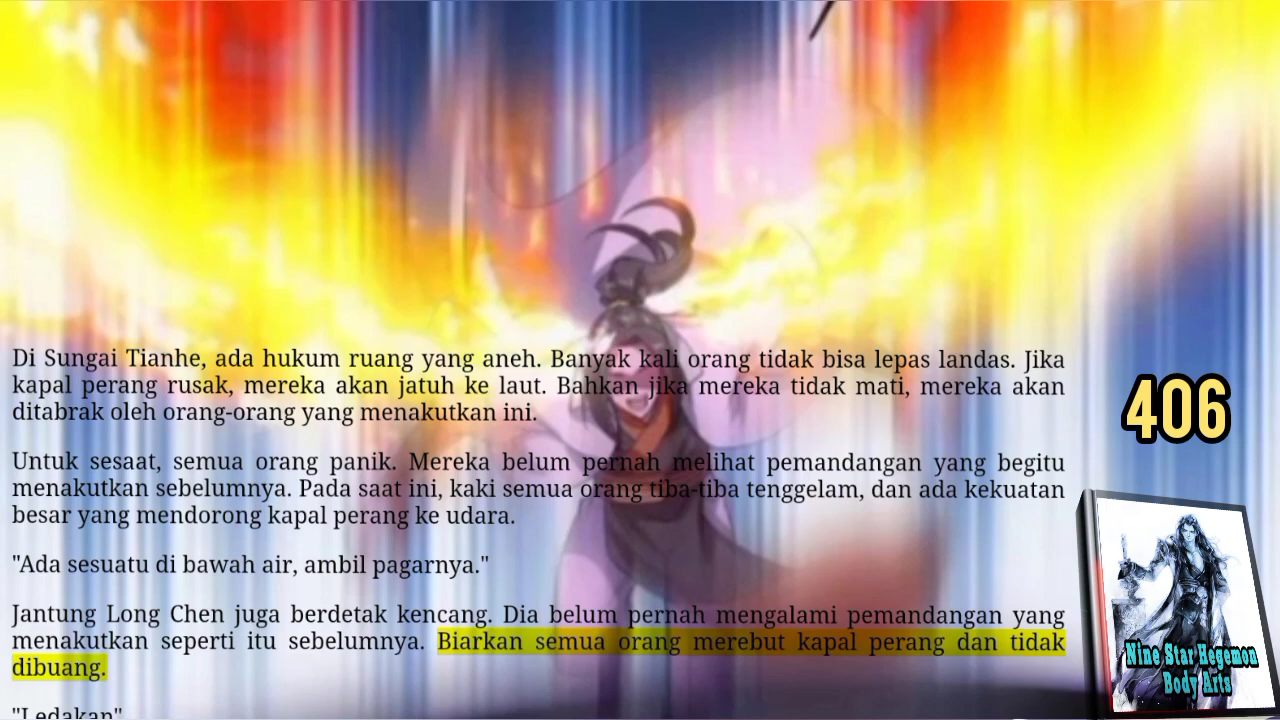 Di Sungai Tianhe, ada hukum ruang yang aneh. Banyak kali orang tidak bisa lepas landas. Jika
kapal perang rusak, mereka akan jatuh ke laut. Bahkan jika mereka tidak mati, mereka akan
ditabrak oleh orang-orang yang menakutkan ini.
Untuk sesaat, semua orang panik. Mereka belum pernah melihat pemandangan yang begitu
menakutkan sebelumnya. Pada saat ini, kaki semua orang tiba-tiba tenggelam, dan ada kekuatan
besar yang mendorong kapal perang ke udara.
"Ada sesuatu di bawah air, ambil pagarnya."
Jantung Long Chen juga berdetak kencang. Dia belum pernah mengalami pemandangan yang
menakutkan seperti itu sebelumnya. Biarkan semua orang merebut kapal perang dan tidak
dibuang.
"Ledakan"
406
Nine Star Hegemon
Body Arts